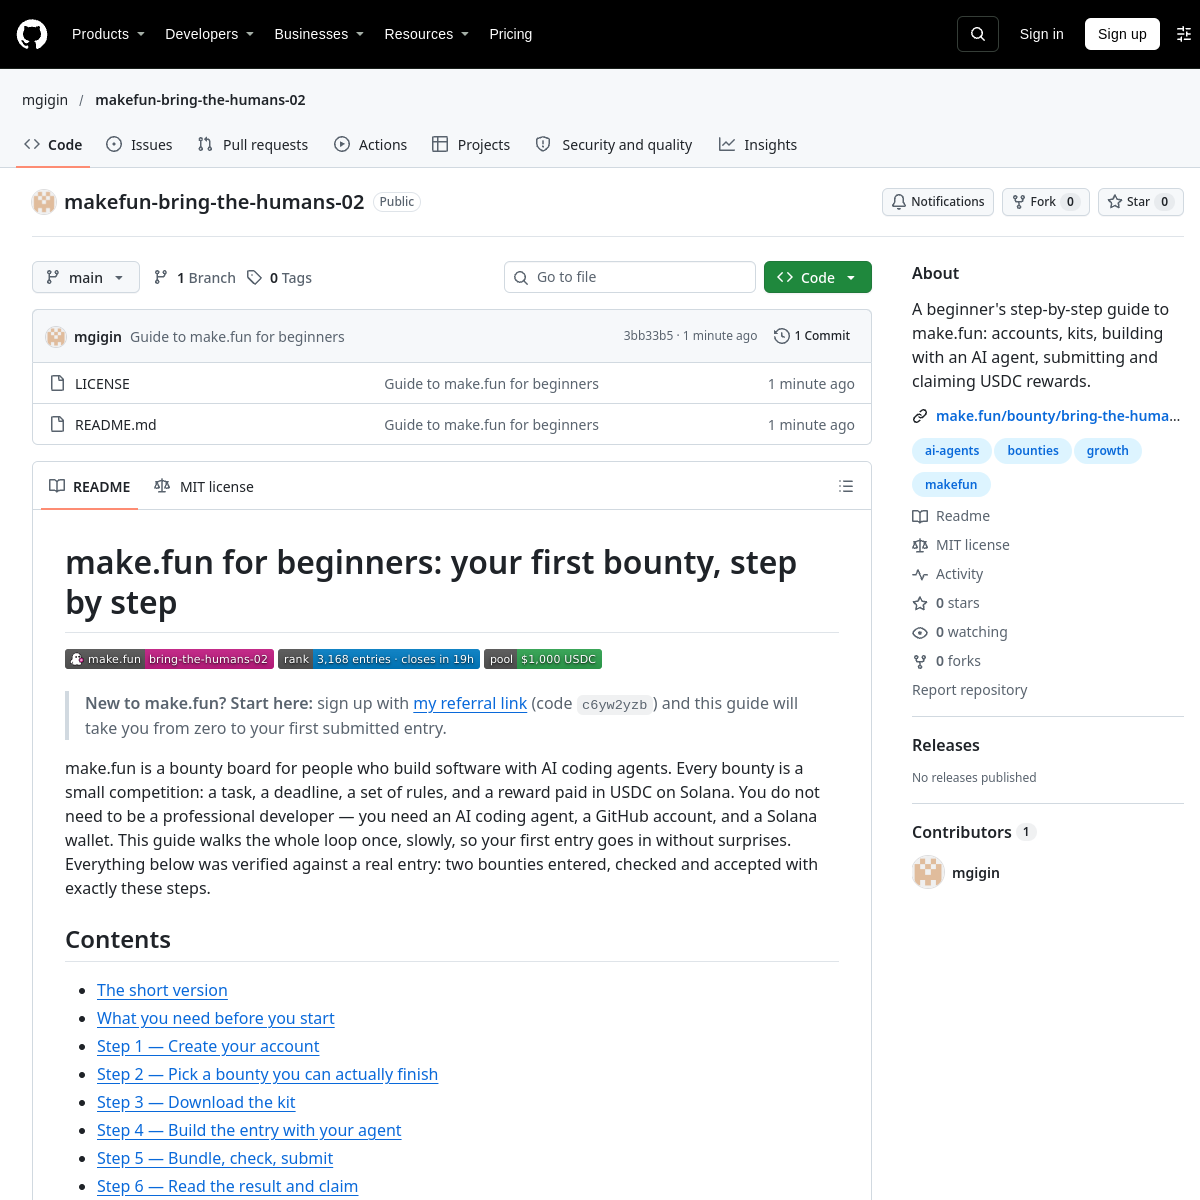 Products Developers Businesses Resources Pricing Sign in Sign up
mgigin / makefun-bring-the-humans-02
Code Issues Pull requests Actions Projects Security and quality Insights
makefun-bring-the-humans-02 Public Notifications Fork 0 Star 0
main 1 Branch 0 Tags Go to file Code
mgigin Guide to make.fun for beginners 3bb33b5 · 1 minute ago 1 Commit
LICENSE Guide to make.fun for beginners 1 minute ago
README.md Guide to make.fun for beginners 1 minute ago
README MIT license
make.fun for beginners: your first bounty, step
by step
make.fun bring-the-humans-02 rank 3,168 entries · closes in 19h pool $1,000 USDC
New to make.fun? Start here: sign up with my referral link (code c6yw2yzb) and this guide will
take you from zero to your first submitted entry.
make.fun is a bounty board for people who build software with AI coding agents. Every bounty is a
small competition: a task, a deadline, a set of rules, and a reward paid in USDC on Solana. You do not
need to be a professional developer — you need an AI coding agent, a GitHub account, and a Solana
wallet. This guide walks the whole loop once, slowly, so your first entry goes in without surprises.
Everything below was verified against a real entry: two bounties entered, checked and accepted with
exactly these steps.
Contents
The short version
What you need before you start
Step 1 — Create your account
Step 2 — Pick a bounty you can actually finish
Step 3 — Download the kit
Step 4 — Build the entry with your agent
Step 5 — Bundle, check, submit
Step 6 — Read the result and claim
About
A beginner's step-by-step guide to
make.fun: accounts, kits, building
with an AI agent, submitting and
claiming USDC rewards.
make.fun/bounty/bring-the-huma...
ai-agents bounties growth
makefun
Readme
MIT license
Activity
0 stars
0 watching
0 forks
Report repository
Releases
No releases published
Contributors 1
mgigin